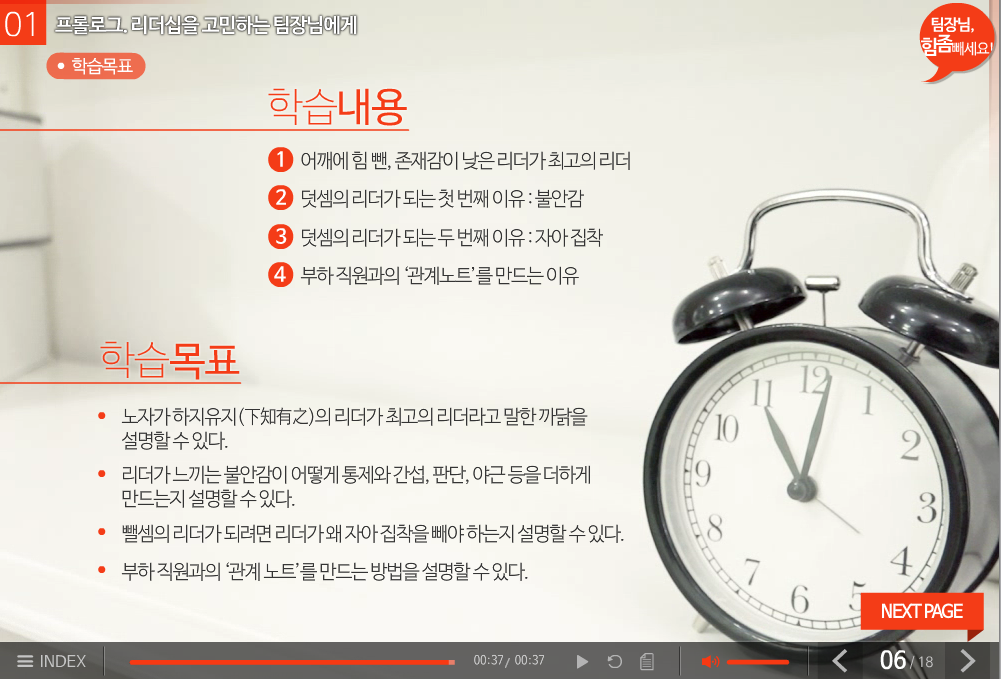 01 프롤로그. 리더십을 고민하는 팀장님에게
팀장님,
힘좀빼세요!
• 학습목표
학습내용
1 어깨에 힘 뺀, 존재감이 낮은 리더가 최고의 리더
2 덧셈의 리더가 되는 첫 번째 이유 : 불안감
3 덧셈의 리더가 되는 두 번째 이유 : 자아 집착
4 부하 직원과의 ‘관계노트’를 만드는 이유
학습목표
• 노자가 하지유지(下知有之)의 리더가 최고의 리더라고 말한 까닭을
설명할 수 있다.
• 리더가 느끼는 불안감이 어떻게 통제와 간섭, 판단, 야근 등을 더하게
만드는지 설명할 수 있다.
• 뺄셈의 리더가 되려면 리더가 왜 자아 집착을 빼야 하는지 설명할 수 있다.
• 부하 직원과의 ‘관계 노트’를 만드는 방법을 설명할 수 있다.
12
11
1
10
2
9
3
8
4
7
6
5
NEXT PAGE
INDEX
00:37 / 00:37
06 / 18